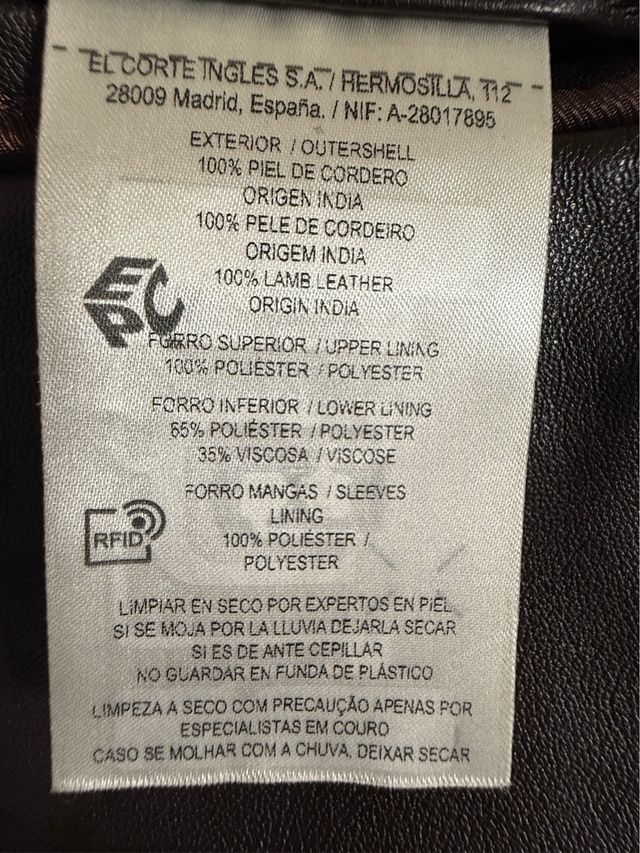 EL CORTE INGLES S.A. / HERMOSILLA, 112
28009 Madrid, España. / NIF: A-28017895
EXTERIOR / OUTERSHELL
100% PIEL DE CORDERO
ORIGEN INDIA
100% PELE DE CORDEIRO
ORIGEM INDIA
100% LAMB LEATHER
ORIGIN INDIA
EPC
FORRO SUPERIOR / UPPER LINING
100% POLIÉSTER / POLYESTER
FORRO INFERIOR / LOWER LINING
65% POLIÉSTER / POLYESTER
35% VISCOSA / VISCOSE
FORRO MANGAS / SLEEVES
LINING
RFID
100% POLIÉSTER /
POLYESTER
LIMPIAR EN SECO POR EXPERTOS EN PIEL
SI SE MOJA POR LA LLUVIA DEJARLA SECAR
SI ES DE ANTE CEPILLAR
NO GUARDAR EN FUNDA DE PLÁSTICO
LIMPEZA A SECO COM PRECAUÇÃO APENAS POR
ESPECIALISTAS EM COURO
CASO SE MOLHAR COM A CHUVA, DEIXAR SECAR